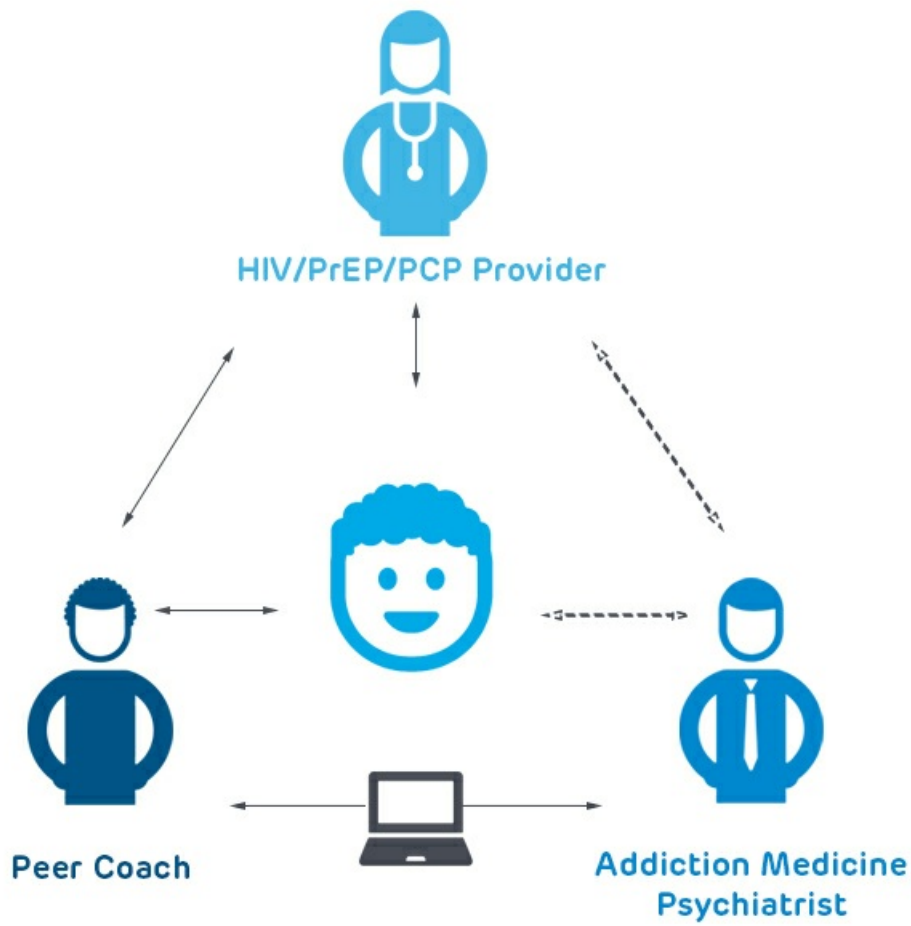 HIV/PrEP/PCP Provider
Peer Coach
Addiction Medicine
Psychiatrist